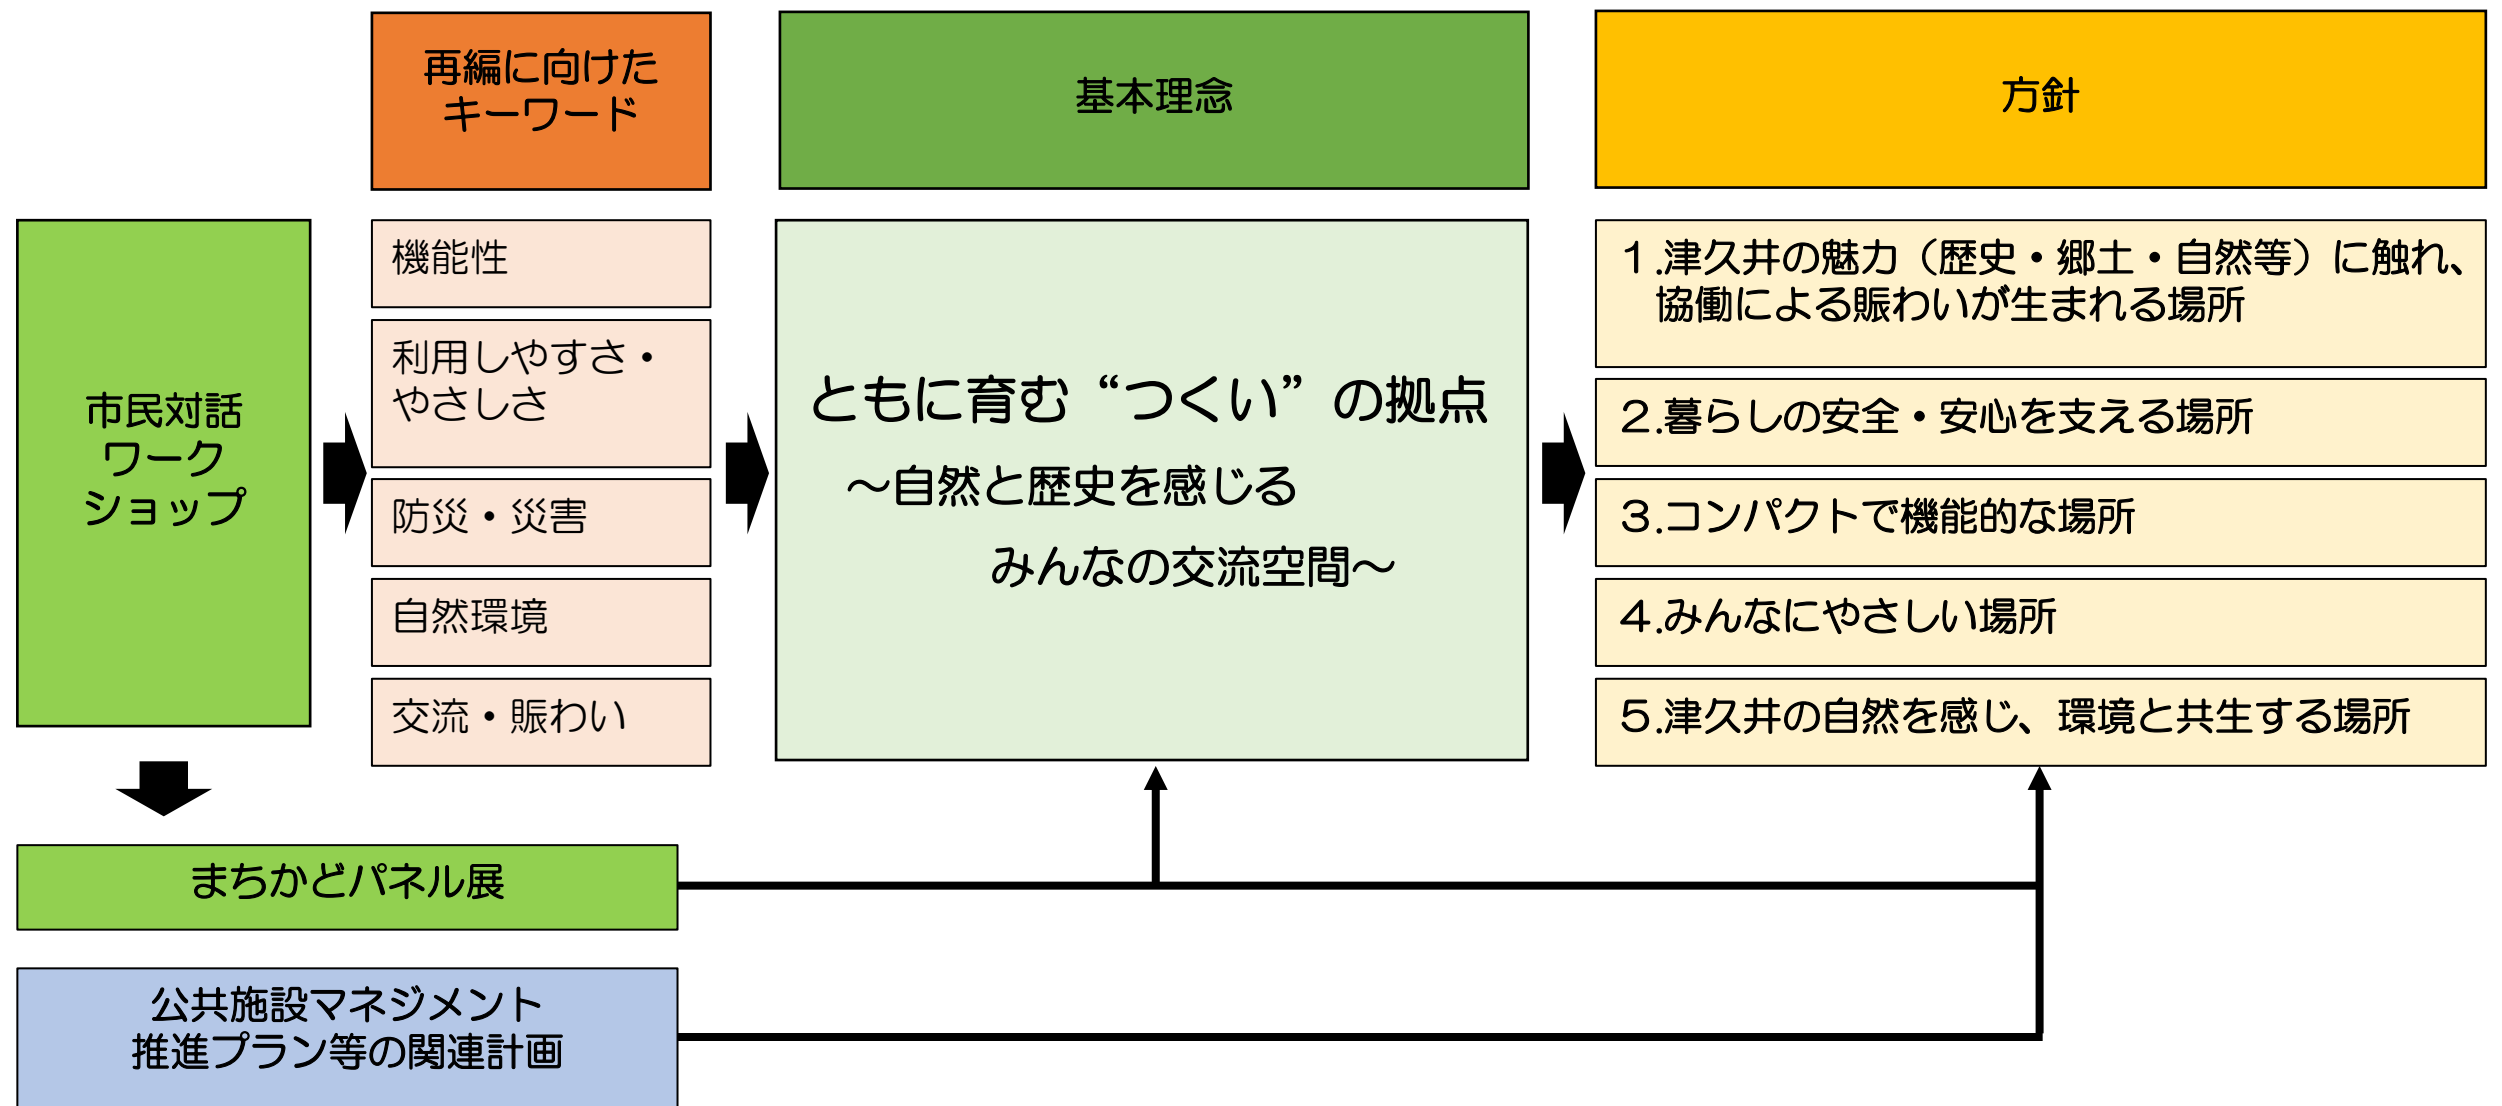 再編に向けた
キーワード
基本理念
方針
市民対話
ワーク
ショップ
機能性
利用しやすさ・
やさしさ
防災・災害
自然環境
交流・賑わい
ともに育む“つくい”の拠点
～自然と歴史を感じる
みんなの交流空間～
1.津久井の魅力（歴史・郷土・自然等）に触れ、
協働による賑わいが生まれる場所
2.暮らしの安全・安心を支える場所
3.コンパクトで機能的な場所
4.みんなにやさしい場所
5.津久井の自然を感じ、環境と共生する場所
まちかどパネル展
公共施設マネジメント
推進プラン等の関連計画